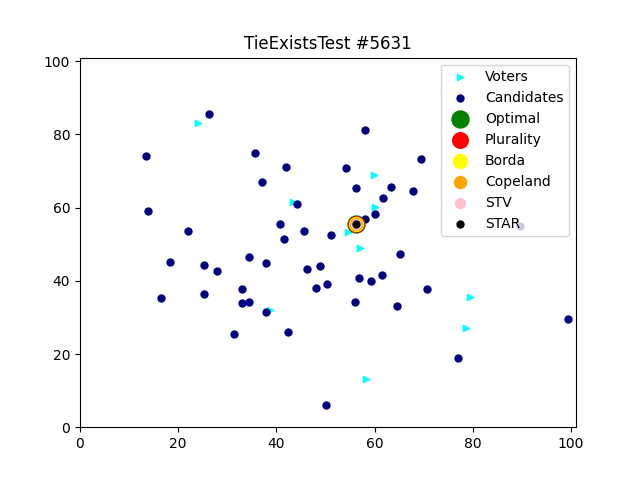 TieExistsTest #5631
100
80
60
40
20
0
0 20 40 60 80 100
Voters
Candidates
Optimal
Plurality
Borda
Copeland
STV
STAR